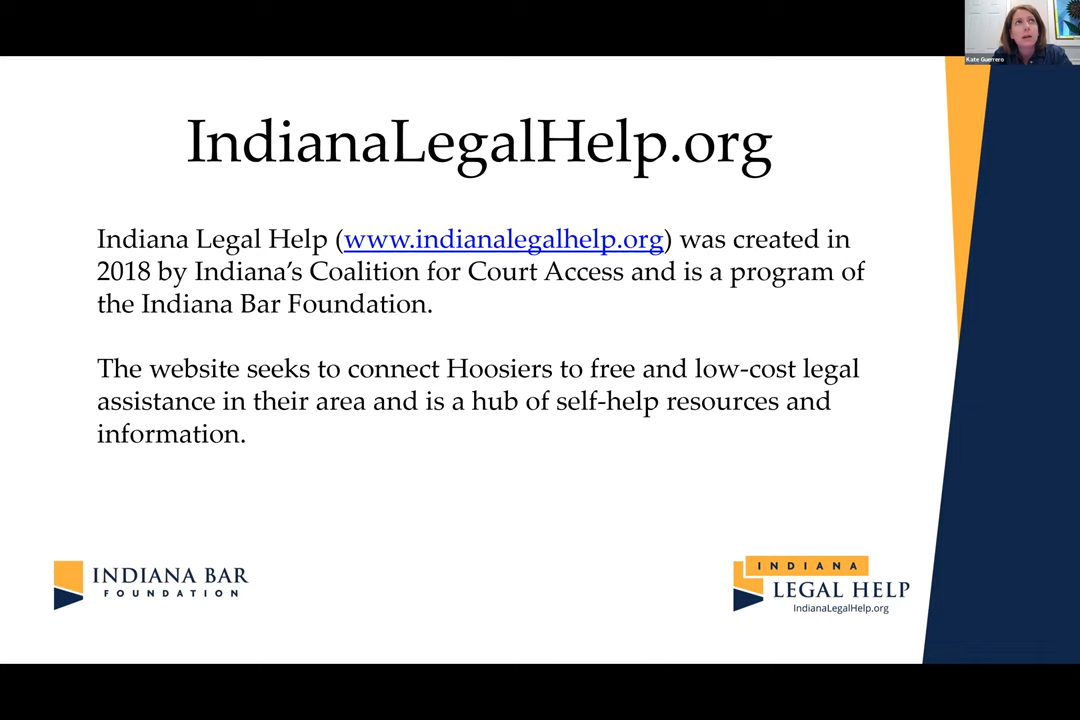 Kate Guerrero
IndianaLegalHelp.org
Indiana Legal Help (www.indianalegalhelp.org) was created in
2018 by Indiana’s Coalition for Court Access and is a program of
the Indiana Bar Foundation.
The website seeks to connect Hoosiers to free and low-cost legal
assistance in their area and is a hub of self-help resources and
information.
INDIANA BAR
FOUNDATION
INDIANA
LEGAL HELP
IndianaLegalHelp.org